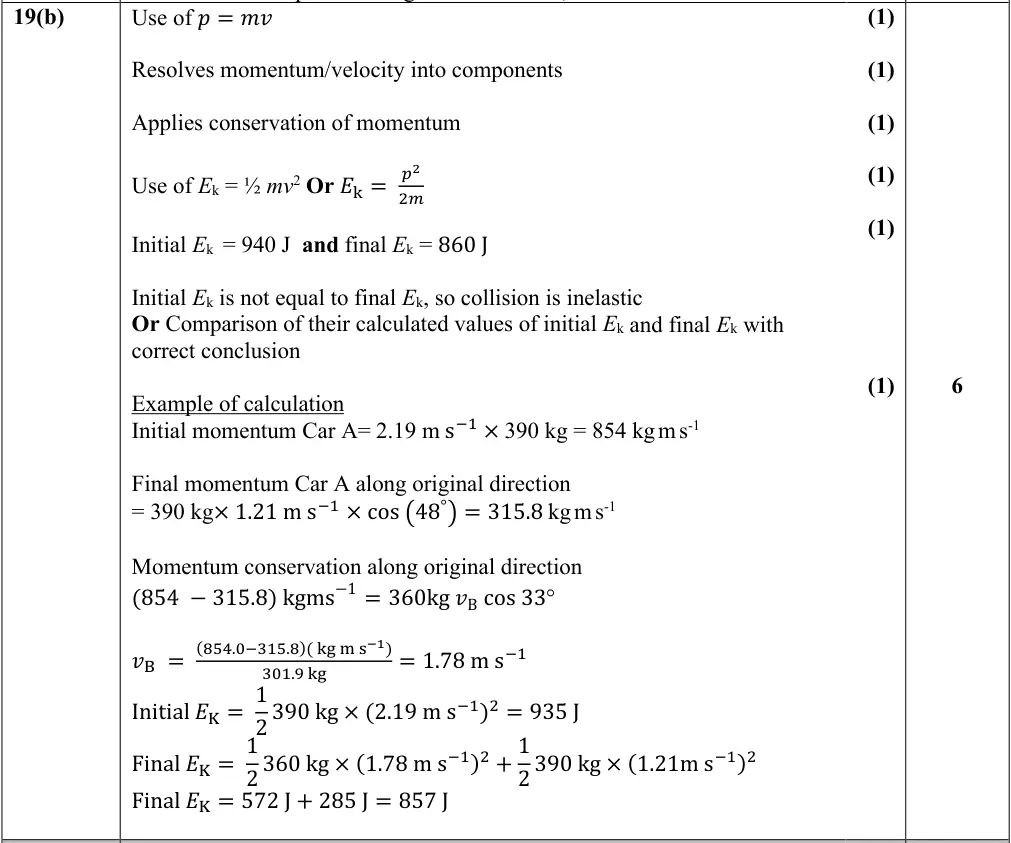 19(b) Use of p = mv (1)
Resolves momentum/velocity into components (1)
Applies conservation of momentum (1)
Use of Eₖ = ½ mv² Or Eₖ = p²/2m (1)
Initial Eₖ = 940 J and final Eₖ = 860 J (1)
Initial Eₖ is not equal to final Eₖ, so collision is inelastic
Or Comparison of their calculated values of initial Eₖ and final Eₖ with
correct conclusion
(1) 6
Example of calculation
Initial momentum Car A= 2.19 m s⁻¹ × 390 kg = 854 kg m s⁻¹
Final momentum Car A along original direction
= 390 kg× 1.21 m s⁻¹ × cos (48°) = 315.8 kg m s⁻¹
Momentum conservation along original direction
(854 − 315.8) kgms⁻¹ = 360kg v_B cos 33°
v_B = (854.0−315.8)( kg m s⁻¹)/301.9 kg = 1.78 m s⁻¹
Initial E_K = 1/2 390 kg × (2.19 m s⁻¹)² = 935 J
Final E_K = 1/2 360 kg × (1.78 m s⁻¹)² + 1/2 390 kg × (1.21m s⁻¹)²
Final E_K = 572 J + 285 J = 857 J